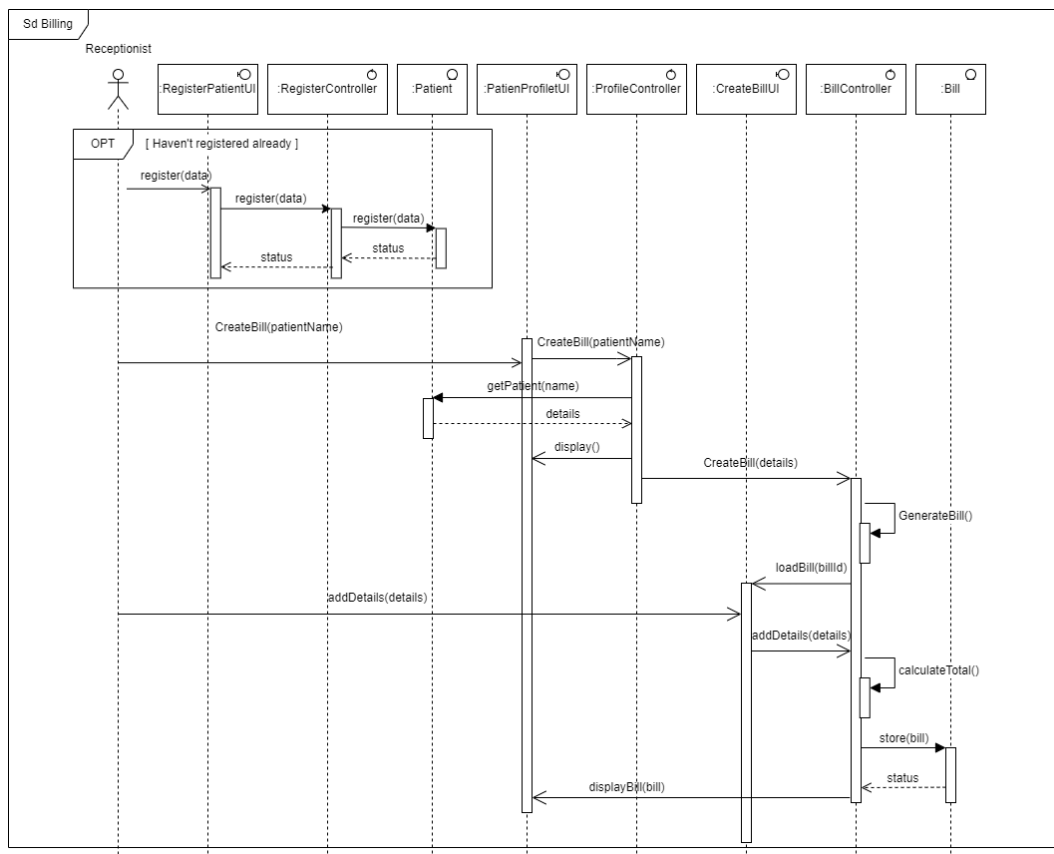 Sd Billing
Receptionist
:RegisterPatientUI
:RegisterController
:Patient
:PatienProfiletUI
:ProfileController
:CreateBillUI
:BillController
:Bill
OPT
[ Haven't registered already ]
register(data)
register(data)
register(data)
status
status
CreateBill(patientName)
CreateBill(patientName)
getPatient(name)
details
display()
CreateBill(details)
GenerateBill()
loadBill(billId)
addDetails(details)
addDetails(details)
calculateTotal()
store(bill)
status
displayBill(bill)